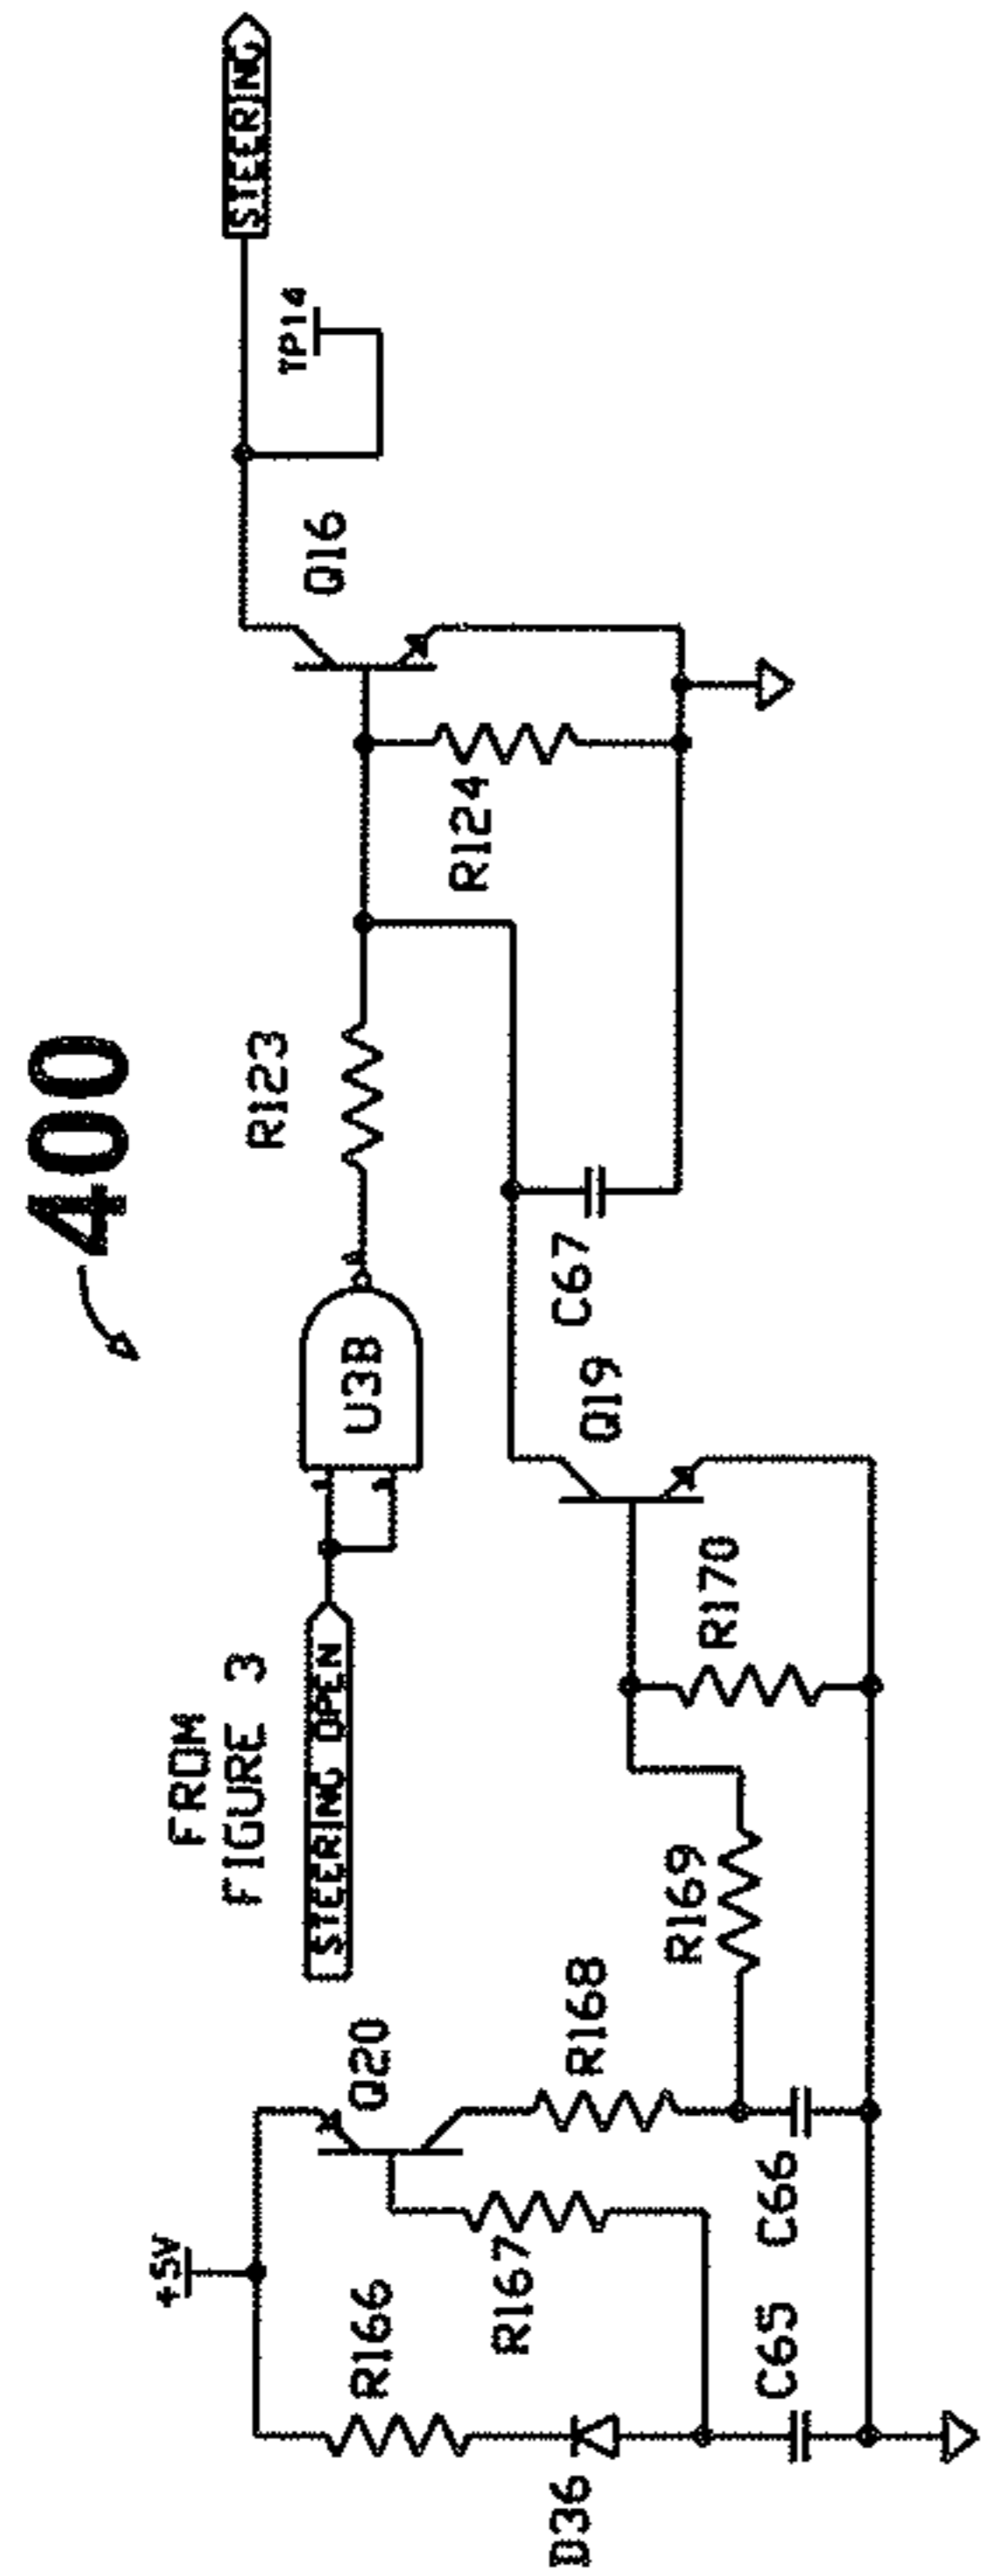 400
FROM
FIGURE 3
STEERING OPEN
U3B
R123
Q16
TP14
STEERING
R124
C67
Q19
+5V
Q20
R166
R167
R168
R169
R170
D36
C65
C66